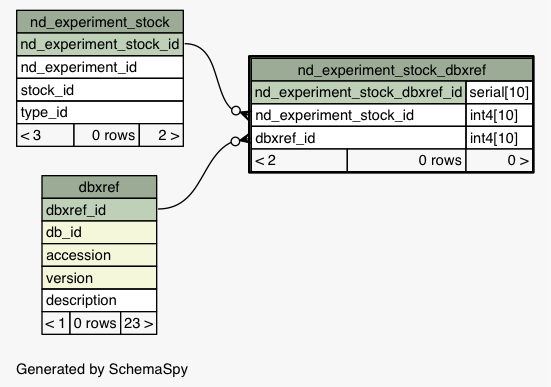 nd_experiment_stock
nd_experiment_stock_id
nd_experiment_id
stock_id
type_id
< 3 0 rows 2 >
nd_experiment_stock_dbxref
nd_experiment_stock_dbxref_id serial[10]
nd_experiment_stock_id int4[10]
dbxref_id int4[10]
< 2 0 rows 0 >
dbxref
dbxref_id
db_id
accession
version
description
< 1 0 rows 23 >
Generated by SchemaSpy